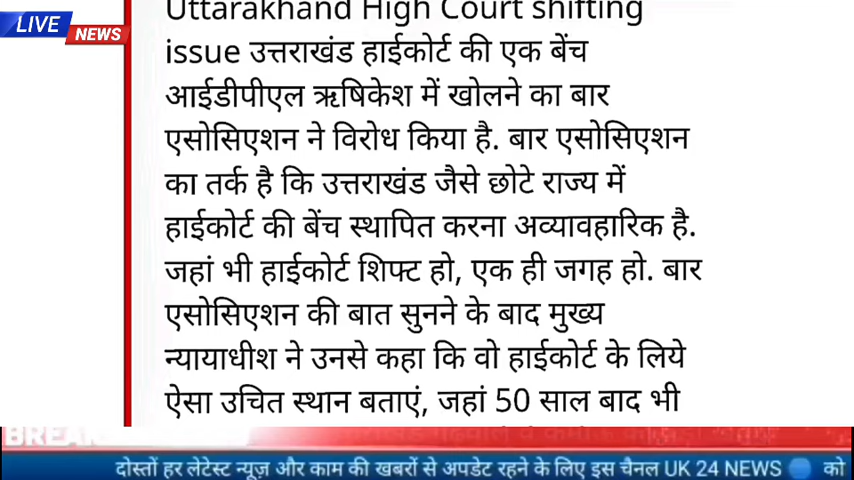 LIVE
NEWS
Uttarakhand High Court shifting
issue उत्तराखंड हाईकोर्ट की एक बेंच
आईडीपीएल ऋषिकेश में खोलने का बार
एसोसिएशन ने विरोध किया है. बार एसोसिएशन
का तर्क है कि उत्तराखंड जैसे छोटे राज्य में
हाईकोर्ट की बेंच स्थापित करना अव्यावहारिक है.
जहां भी हाईकोर्ट शिफ्ट हो, एक ही जगह हो. बार
एसोसिएशन की बात सुनने के बाद मुख्य
न्यायाधीश ने उनसे कहा कि वो हाईकोर्ट के लिये
ऐसा उचित स्थान बताएं, जहां 50 साल बाद भी
दोस्तों हर लेटेस्ट न्यूज़ और काम की खबरों से अपडेट रहने के लिए इस चैनल UK 24 NEWS 🔵 को